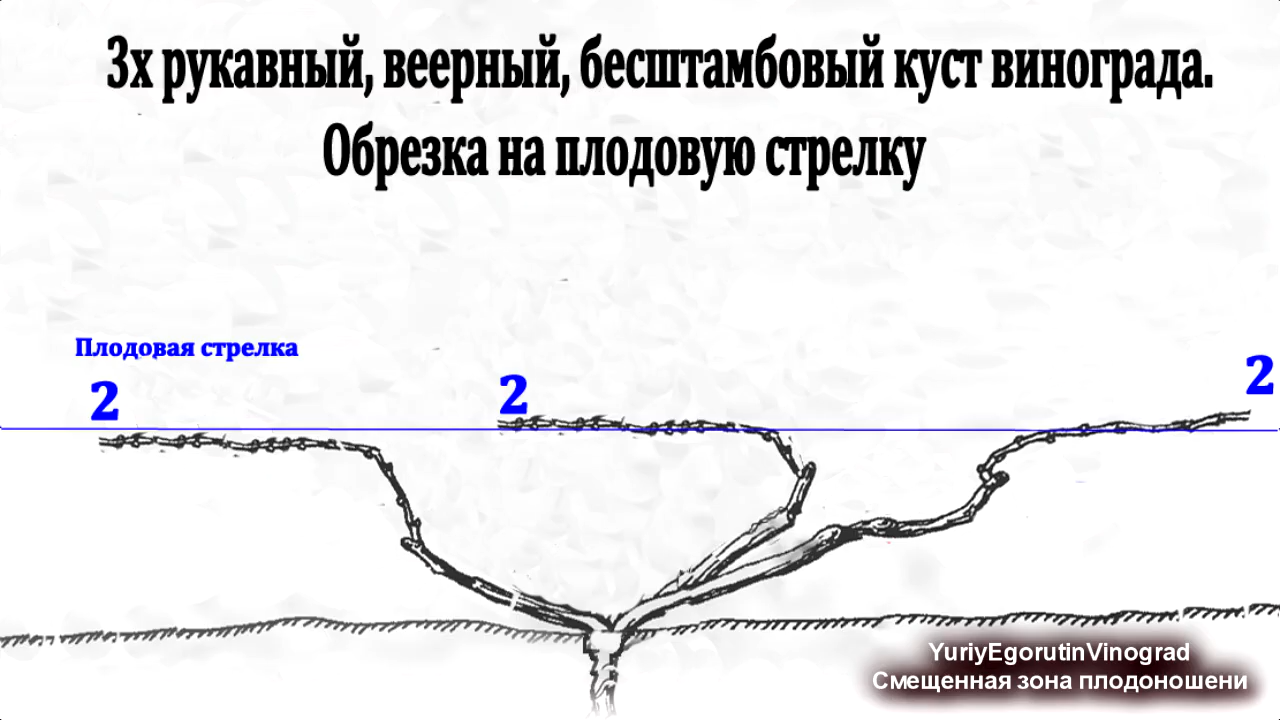 3х рукавный, веерный, бесштамбовый куст винограда.
Обрезка на плодовую стрелку
Плодовая стрелка
2
2
2
YuriyEgorutinVinograd
Смещенная зона плодоношени